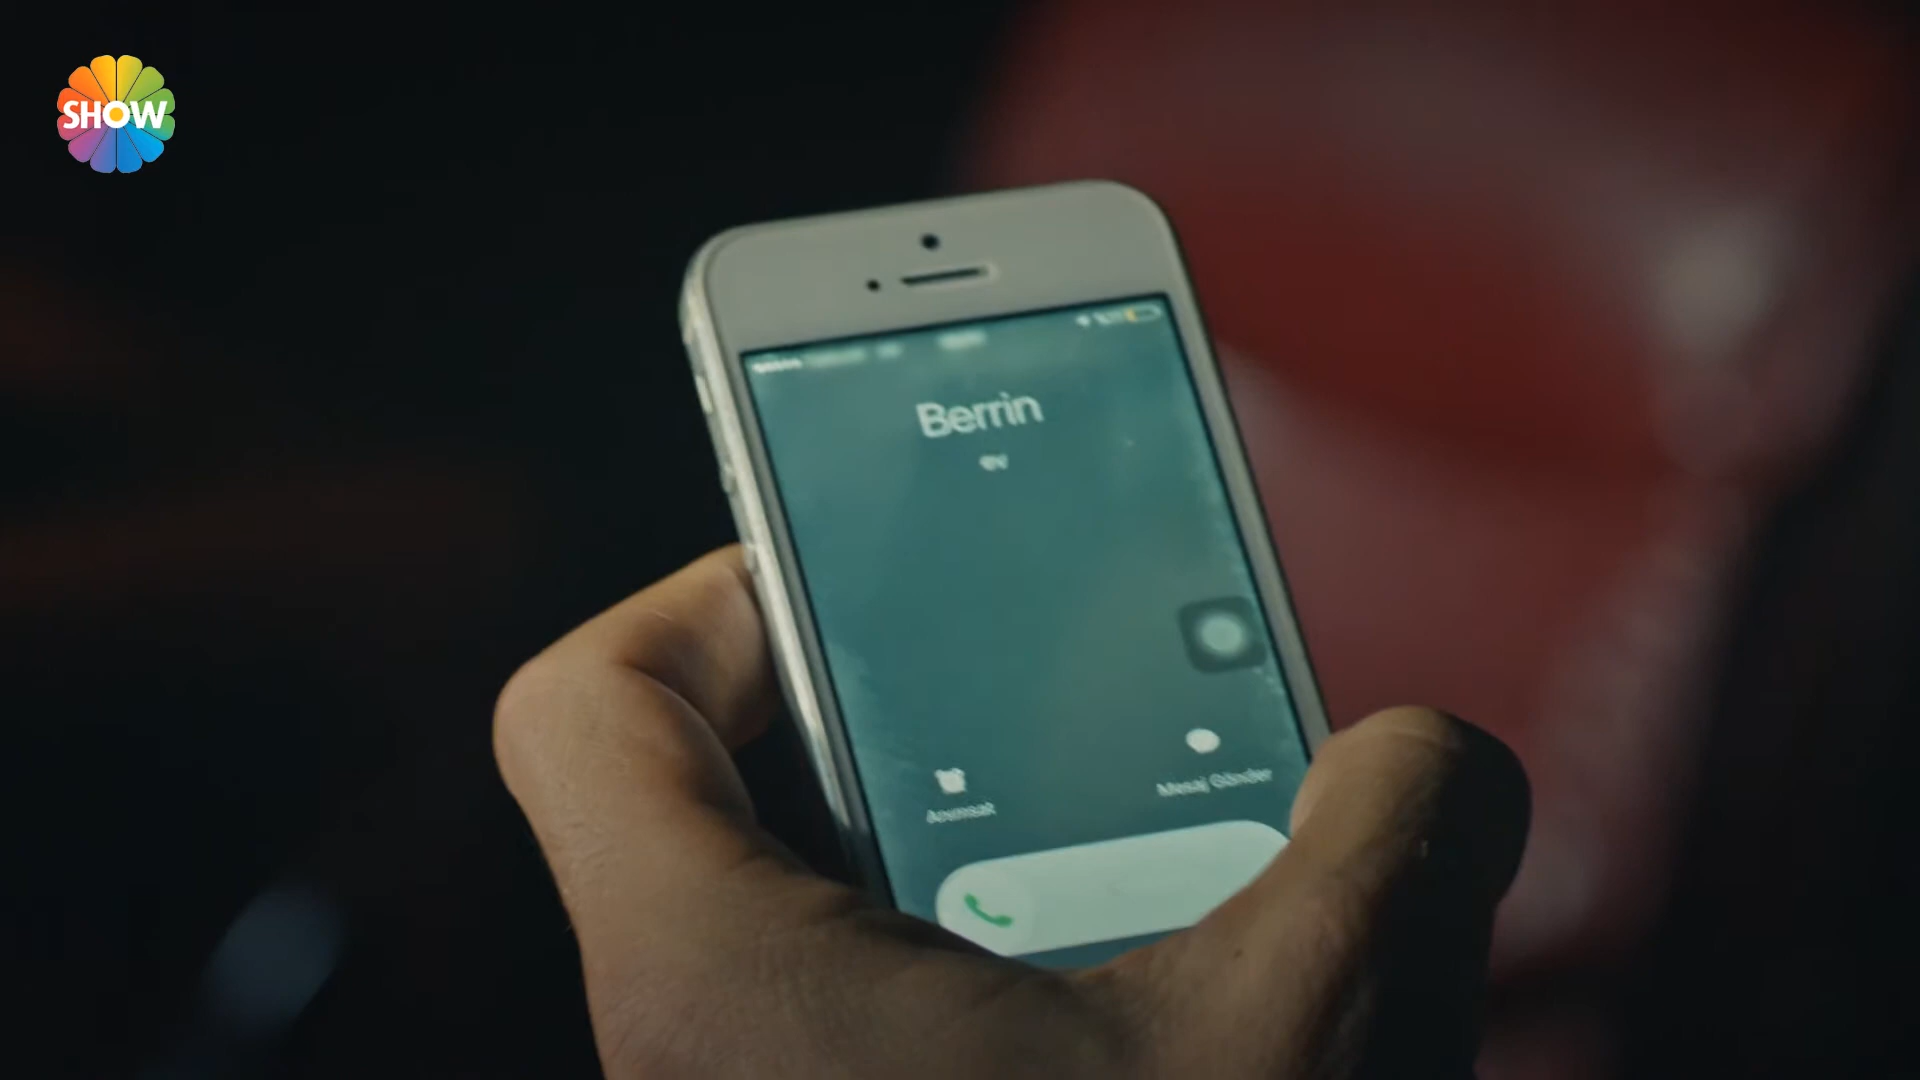 SHOW
Berrin
ev
Anımsat
Mesaj Gönder